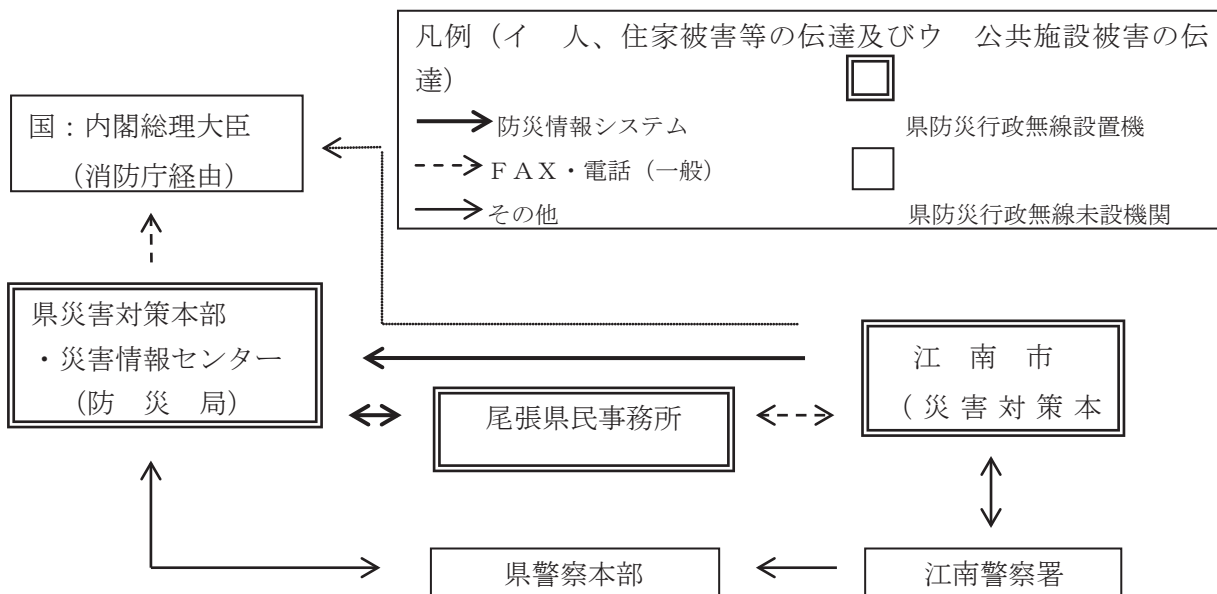 凡例（イ　人、住家被害等の伝達及びウ　公共施設被害の伝
達）
防災情報システム
県防災行政無線設置機
ＦＡＸ・電話（一般）
その他
県防災行政無線未設機関
国：内閣総理大臣
（消防庁経由）
県災害対策本部
・災害情報センター
（防　災　局）
江　南　市
（災害対策本
尾張県民事務所
県警察本部
江南警察署